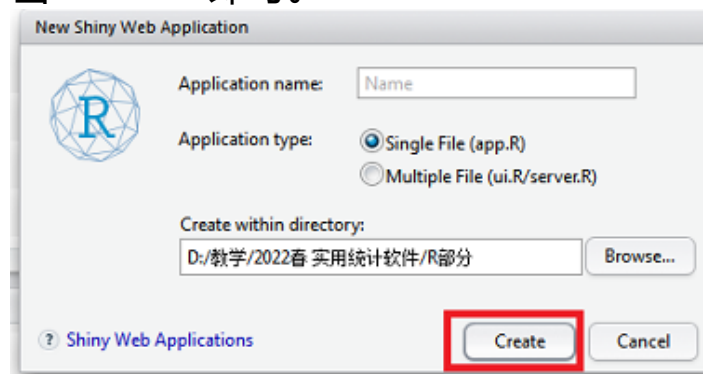 New Shiny Web Application
R
Application name: Name
Application type: Single File (app.R)
Multiple File (ui.R/server.R)
Create within directory:
D:/教学/2022春 实用统计软件/R部分 Browse...
? Shiny Web Applications Create Cancel